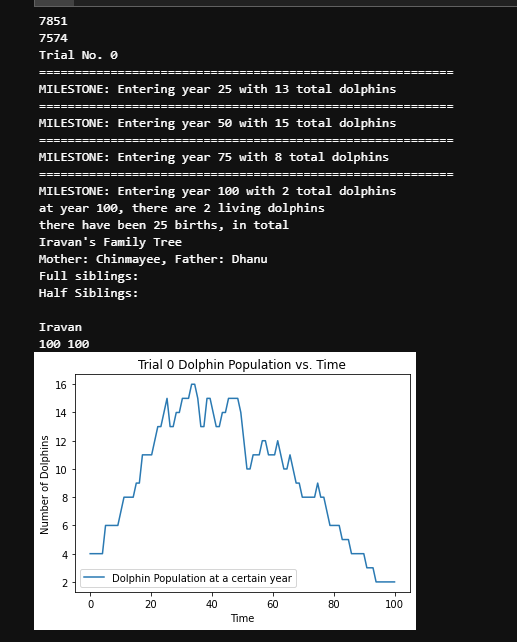 7851
7574
Trial No. 0
==========================================================
MILESTONE: Entering year 25 with 13 total dolphins
==========================================================
MILESTONE: Entering year 50 with 15 total dolphins
==========================================================
MILESTONE: Entering year 75 with 8 total dolphins
==========================================================
MILESTONE: Entering year 100 with 2 total dolphins
at year 100, there are 2 living dolphins
there have been 25 births, in total
Iravan's Family Tree
Mother: Chinmayee, Father: Dhanu
Full siblings:
Half Siblings:
Iravan
100 100
Trial 0 Dolphin Population vs. Time
Number of Dolphins
16
14
12
10
8
6
4
2
Dolphin Population at a certain year
0 20 40 60 80 100
Time